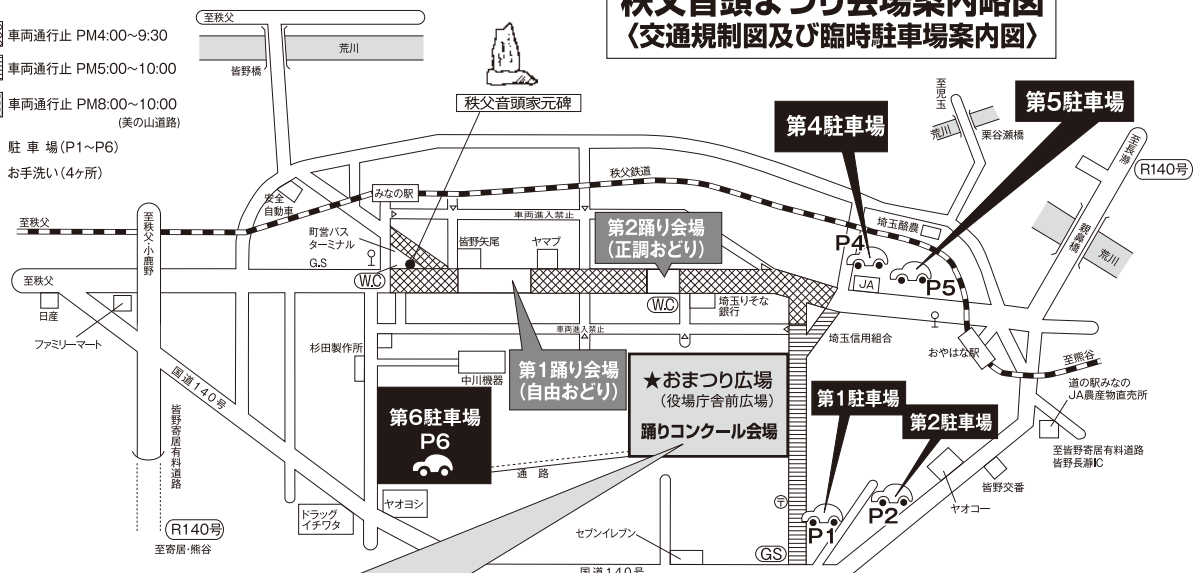 秩父音頭まつり会場案内略図
〈交通規制図及び臨時駐車場案内図〉
車両通行止 PM4:00〜9:30
車両通行止 PM5:00〜10:00
車両通行止 PM8:00〜10:00
(美の山道路)
駐 車 場(P1〜P6)
お手洗い(4ヶ所)
至秩父
荒川
皆野橋
秩父音頭家元碑
第4駐車場
第5駐車場
至児玉
荒川
栗谷瀬橋
至長瀞
R140号
親鼻橋
荒川
秩父鉄道
みなの駅
安全
自動車
至秩父
至秩父・小鹿野
車両進入禁止
町営バス
ターミナル
G.S
W.C
皆野矢尾
ヤマブ
第2踊り会場
(正調おどり)
埼玉酪農
P4
P5
JA
至秩父
日産
ファミリーマート
W.C
埼玉りそな
銀行
車両進入禁止
埼玉信用組合
おやはな駅
至熊谷
杉田製作所
中川機器
第1踊り会場
(自由おどり)
★おまつり広場
(役場庁舎前広場)
踊りコンクール会場
第1駐車場
第2駐車場
道の駅みなの
JA農産物直売所
至皆野寄居有料道路
皆野長瀞IC
国道140号
皆野寄居有料道路
第6駐車場
P6
通 路
皆野交番
ヤオコー
ヤオヨシ
ドラッグ
イチワタ
R140号
至寄居・熊谷
セブンイレブン
〒
P1
P2
GS
国道140号